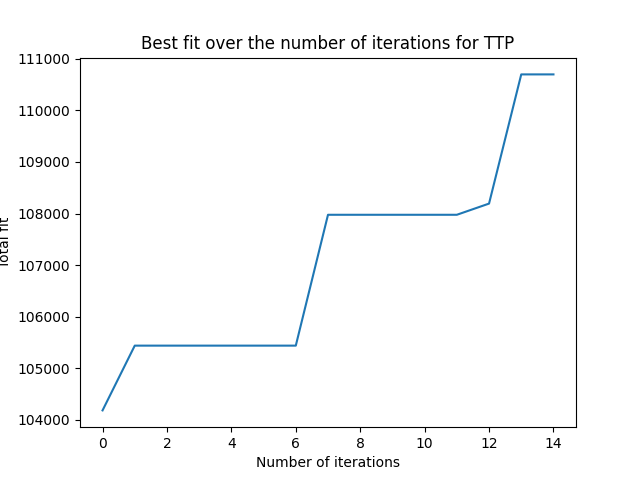 Best fit over the number of iterations for TTP
111000
110000
109000
108000
107000
106000
105000
104000
Total fit
0 2 4 6 8 10 12 14
Number of iterations